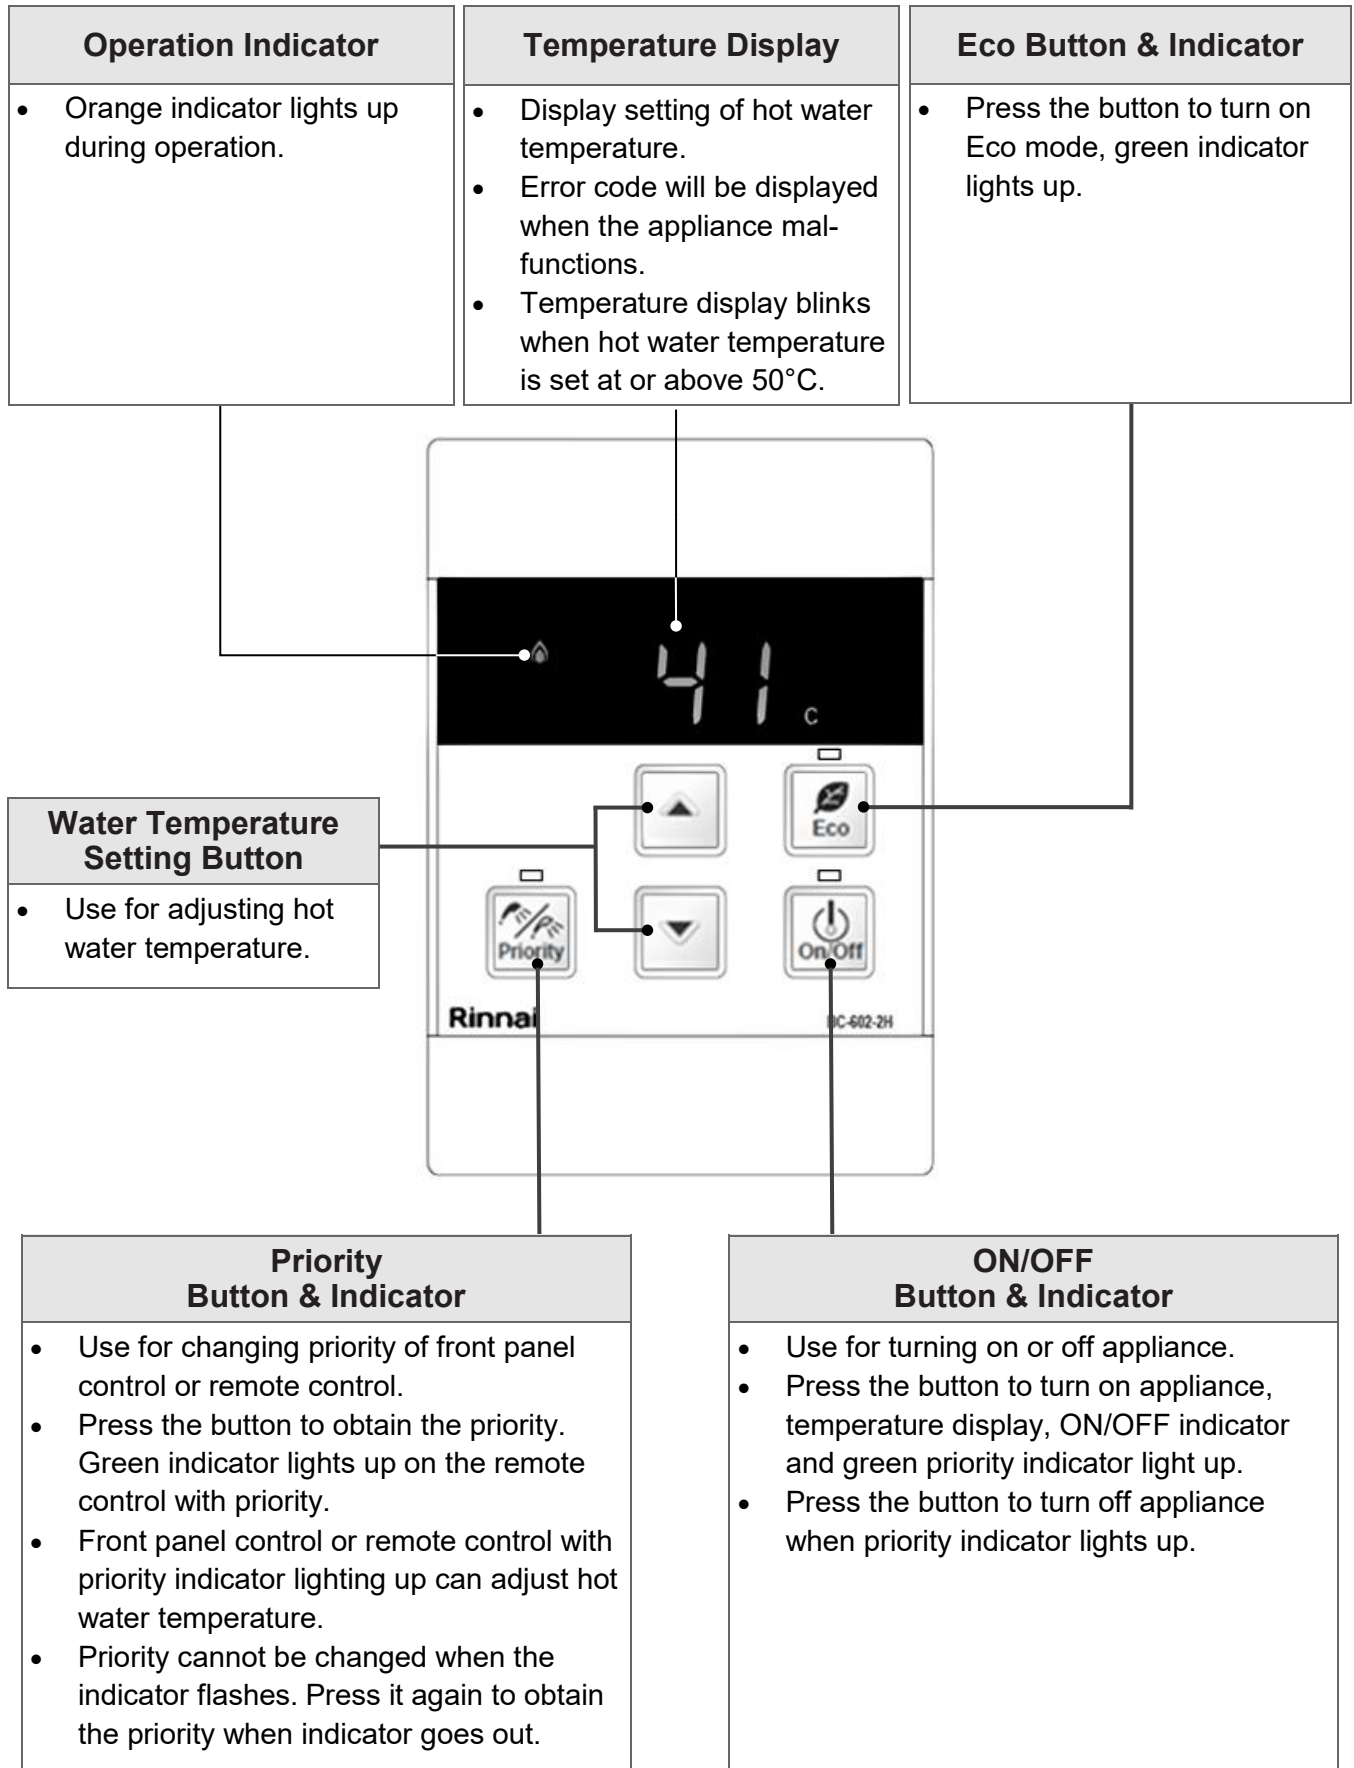 Operation Indicator
• Orange indicator lights up
during operation.
Temperature Display
• Display setting of hot water
temperature.
• Error code will be displayed
when the appliance mal-
functions.
• Temperature display blinks
when hot water temperature
is set at or above 50°C.
Eco Button & Indicator
• Press the button to turn on
Eco mode, green indicator
lights up.
41 C
Eco
Water Temperature
Setting Button
• Use for adjusting hot
water temperature.
Priority
On/Off
Rinnai
BC-602-2H
Priority
Button & Indicator
• Use for changing priority of front panel
control or remote control.
• Press the button to obtain the priority.
Green indicator lights up on the remote
control with priority.
• Front panel control or remote control with
priority indicator lighting up can adjust hot
water temperature.
• Priority cannot be changed when the
indicator flashes. Press it again to obtain
the priority when indicator goes out.
ON/OFF
Button & Indicator
• Use for turning on or off appliance.
• Press the button to turn on appliance,
temperature display, ON/OFF indicator
and green priority indicator light up.
• Press the button to turn off appliance
when priority indicator lights up.